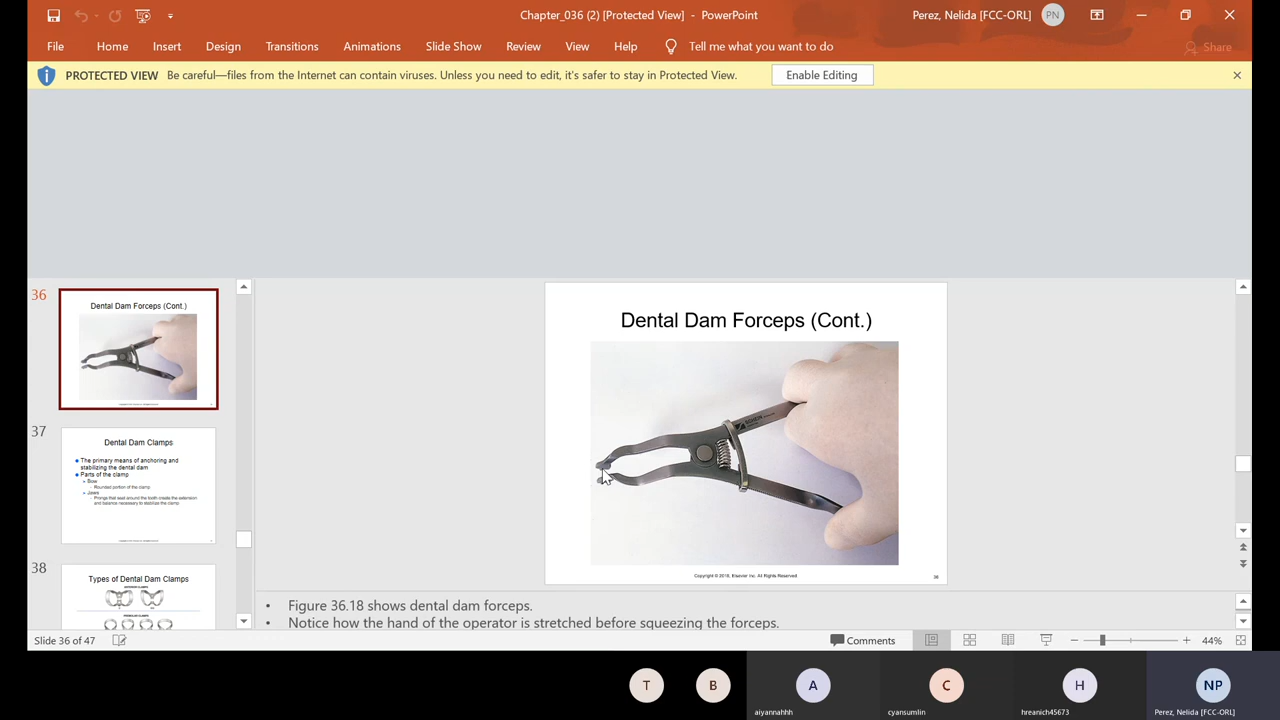 Chapter_036 (2) [Protected View] - PowerPoint
Perez, Nelida [FCC-ORL]
PN
File Home Insert Design Transitions Animations Slide Show Review View Help Tell me what you want to do Share
PROTECTED VIEW Be careful—files from the Internet can contain viruses. Unless you need to edit, it's safer to stay in Protected View. Enable Editing
36
Dental Dam Forceps (Cont.)
37
Dental Dam Clamps
The primary means of anchoring and
stabilizing the dental dam
Parts of the clamp
Bow
Rounded portion of the clamp
Jaws
Prongs that seat around the tooth create the extension
and balance necessary to stabilize the clamp
38
Types of Dental Dam Clamps
Dental Dam Forceps (Cont.)
Copyright © 2018, Elsevier Inc. All Rights Reserved.
36
• Figure 36.18 shows dental dam forceps.
• Notice how the hand of the operator is stretched before squeezing the forceps.
Slide 36 of 47
Comments
44%
T
B
A
aiyannahhh
C
cyansumlin
H
hreanich45673
NP
Perez, Nelida [FCC-ORL]